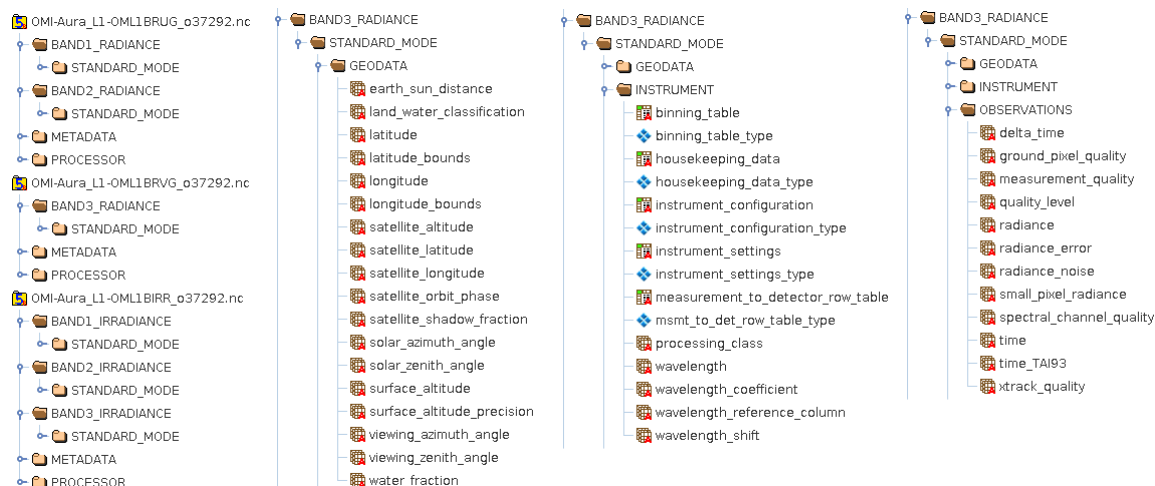 OMI-Aura_L1-OML1BRUG_o37292.nc
BAND1_RADIANCE
STANDARD_MODE
BAND2_RADIANCE
STANDARD_MODE
METADATA
PROCESSOR
OMI-Aura_L1-OML1BRVG_o37292.nc
BAND3_RADIANCE
STANDARD_MODE
METADATA
PROCESSOR
OMI-Aura_L1-OML1BIRR_o37292.nc
BAND1_IRRADIANCE
STANDARD_MODE
BAND2_IRRADIANCE
STANDARD_MODE
BAND3_IRRADIANCE
STANDARD_MODE
METADATA
PROCESSOR
BAND3_RADIANCE
STANDARD_MODE
GEODATA
earth_sun_distance
land_water_classification
latitude
latitude_bounds
longitude
longitude_bounds
satellite_altitude
satellite_latitude
satellite_longitude
satellite_orbit_phase
satellite_shadow_fraction
solar_azimuth_angle
solar_zenith_angle
surface_altitude
surface_altitude_precision
viewing_azimuth_angle
viewing_zenith_angle
water_fraction
BAND3_RADIANCE
STANDARD_MODE
GEODATA
INSTRUMENT
binning_table
binning_table_type
housekeeping_data
housekeeping_data_type
instrument_configuration
instrument_configuration_type
instrument_settings
instrument_settings_type
measurement_to_detector_row_table
msmt_to_det_row_table_type
processing_class
wavelength
wavelength_coefficient
wavelength_reference_column
wavelength_shift
BAND3_RADIANCE
STANDARD_MODE
GEODATA
INSTRUMENT
OBSERVATIONS
delta_time
ground_pixel_quality
measurement_quality
quality_level
radiance
radiance_error
radiance_noise
small_pixel_radiance
spectral_channel_quality
time
time_TAI93
xtrack_quality